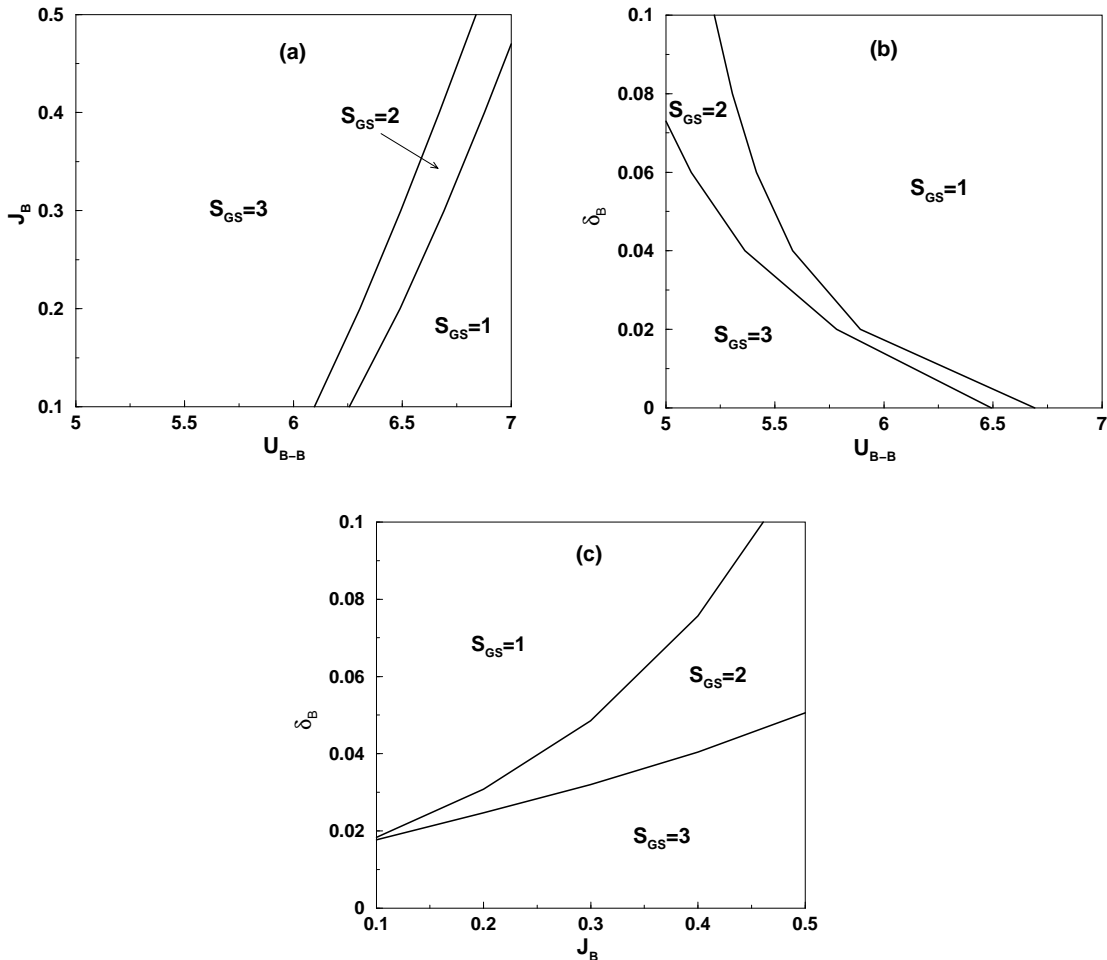 (a)
0.5
0.4
0.3
0.2
0.1
J_B
S_GS=2
S_GS=3
S_GS=1
5 5.5 6 6.5 7
U_B−B
(b)
0.1
0.08
0.06
0.04
0.02
0
δ_B
S_GS=2
S_GS=1
S_GS=3
5 5.5 6 6.5 7
U_B−B
(c)
0.1
0.08
0.06
0.04
0.02
0
δ_B
S_GS=1
S_GS=2
S_GS=3
0.1 0.2 0.3 0.4 0.5
J_B